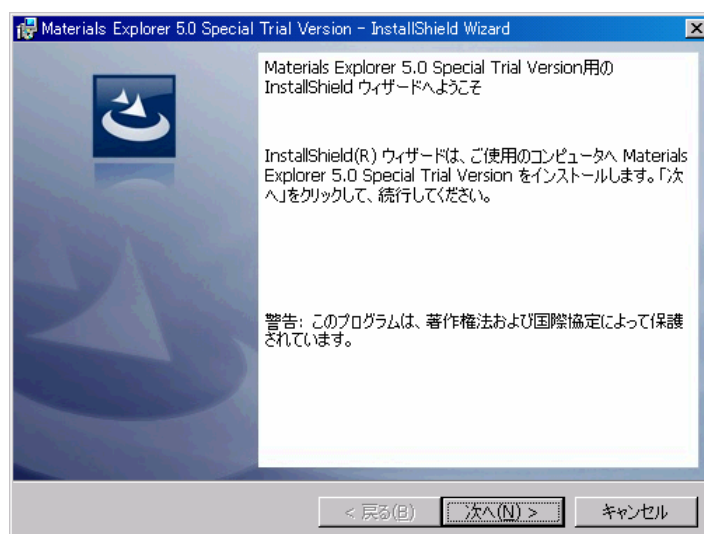 Materials Explorer 5.0 Special Trial Version - InstallShield Wizard
Materials Explorer 5.0 Special Trial Version用の
InstallShield ウィザードへようこそ
InstallShield(R) ウィザードは、ご使用のコンピュータへ Materials
Explorer 5.0 Special Trial Version をインストールします。「次
へ」をクリックして、続行してください。
警告: このプログラムは、著作権法および国際協定によって保護
されています。
< 戻る(B) 次へ(N) > キャンセル